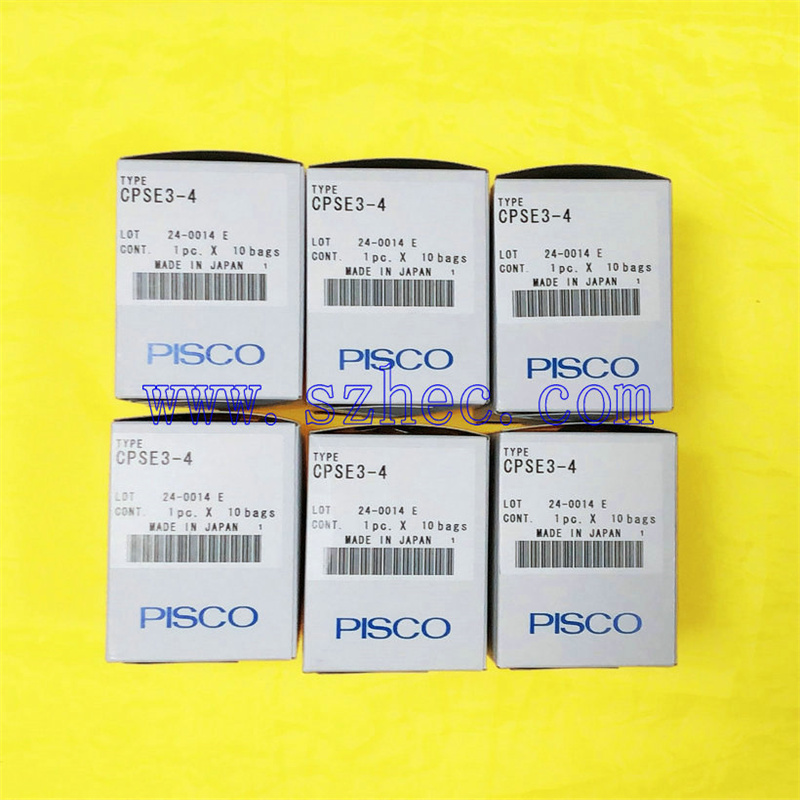 TYPE
CPSE3-4
LOT 24-0014 E
CONT. 1pc. X 10bags
MADE IN JAPAN 1
PISCO
TYPE
CPSE3-4
LOT 24-0014 E
CONT. 1pc. X 10bags
MADE IN JAPAN 1
PISCO
TYPE
CPSE3-4
LOT 24-0014 E
CONT. 1pc. X 10bags
MADE IN JAPAN 1
PISCO
www.szhec.com
TYPE
CPSE3-4
LOT 24-0014 E
CONT. 1pc. X 10bags
MADE IN JAPAN 1
PISCO
TYPE
CPSE3-4
LOT 24-0014 E
CONT. 1pc. X 10bags
MADE IN JAPAN 1
PISCO
TYPE
CPSE3-4
LOT 24-0014 E
CONT. 1pc. X 10bags
MADE IN JAPAN 1
PISCO